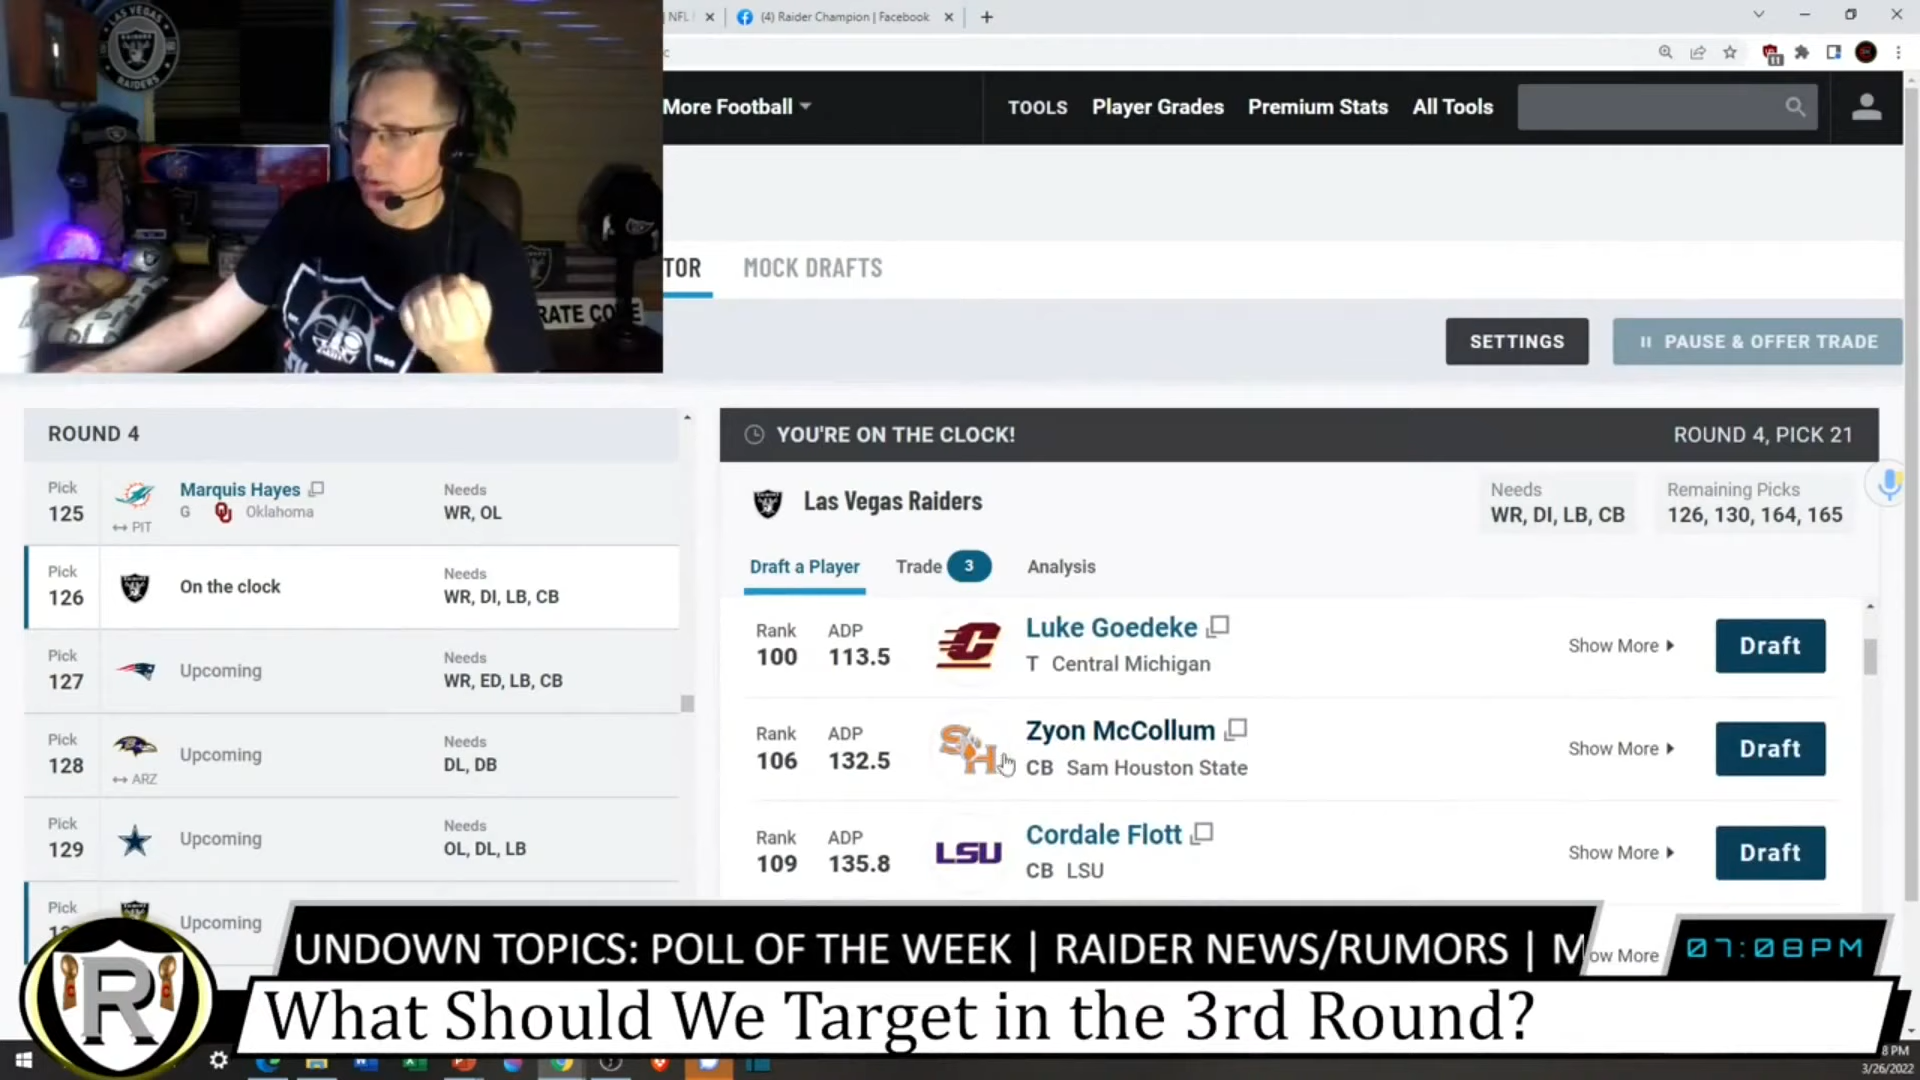 NFL
(4) Raider Champion | Facebook
More Football
TOOLS
Player Grades
Premium Stats
All Tools
TOR
MOCK DRAFTS
SETTINGS
PAUSE & OFFER TRADE
RAIDERS
RATE CO
ROUND 4
Pick 125
PIT
Marquis Hayes
G Oklahoma
Needs
WR, OL
Pick 126
On the clock
Needs
WR, DI, LB, CB
Pick 127
Upcoming
Needs
WR, ED, LB, CB
Pick 128
ARZ
Upcoming
Needs
DL, DB
Pick 129
Upcoming
Needs
OL, DL, LB
Pick
Upcoming
YOU'RE ON THE CLOCK!
ROUND 4, PICK 21
Las Vegas Raiders
Needs
WR, DI, LB, CB
Remaining Picks
126, 130, 164, 165
Draft a Player
Trade 3
Analysis
Rank 100
ADP 113.5
Luke Goedeke
T Central Michigan
Show More
Draft
Rank 106
ADP 132.5
Zyon McCollum
CB Sam Houston State
Show More
Draft
Rank 109
ADP 135.8
LSU
Cordale Flott
CB LSU
Show More
Draft
ow More
UNDOWN TOPICS: POLL OF THE WEEK | RAIDER NEWS/RUMORS | M
07:08PM
R
What Should We Target in the 3rd Round?
8 PM
3/26/2022